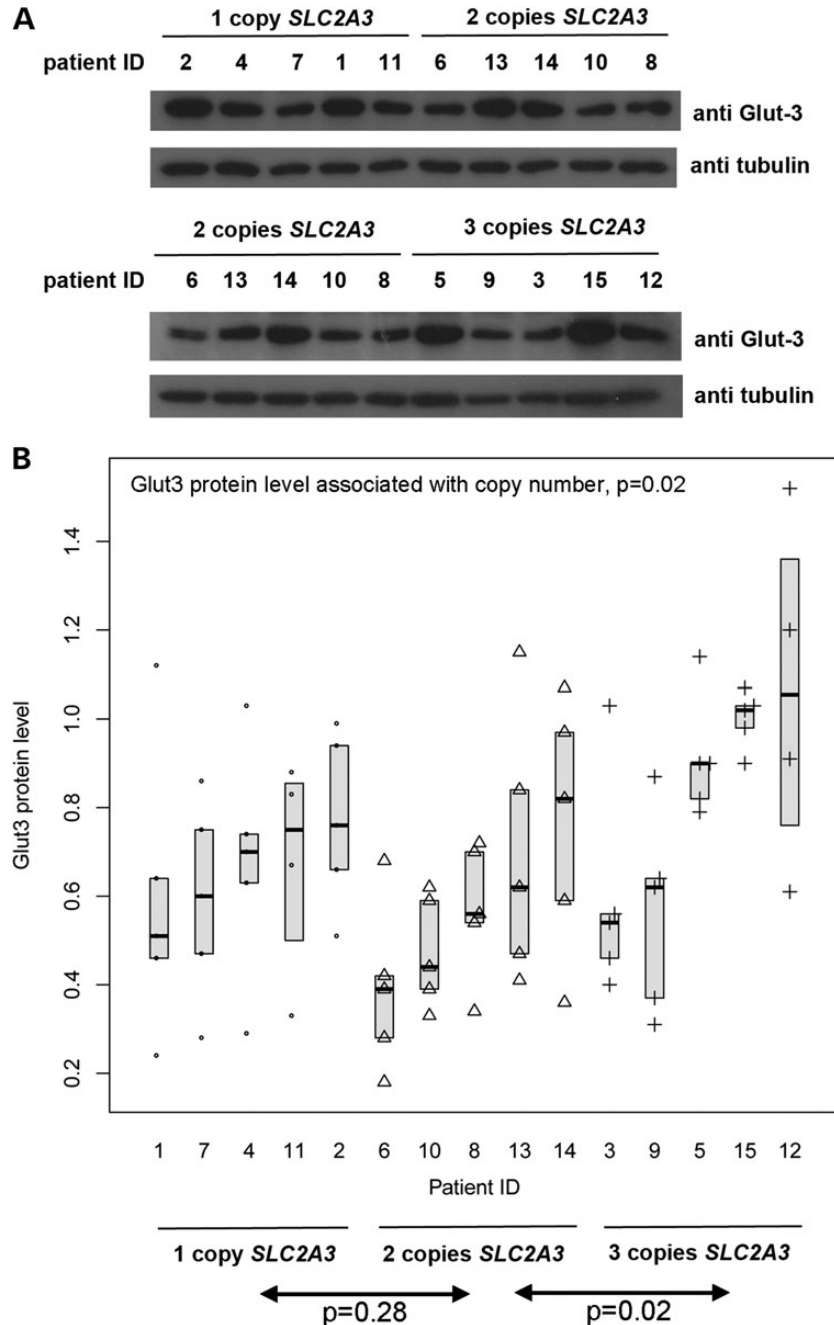 A
1 copy SLC2A3 2 copies SLC2A3
patient ID 2 4 7 1 11 6 13 14 10 8
anti Glut-3
anti tubulin
2 copies SLC2A3 3 copies SLC2A3
patient ID 6 13 14 10 8 5 9 3 15 12
anti Glut-3
anti tubulin
B
Glut3 protein level associated with copy number, p=0.02
Glut3 protein level
1.4
1.2
1.0
0.8
0.6
0.4
0.2
1 7 4 11 2 6 10 8 13 14 3 9 5 15 12
Patient ID
1 copy SLC2A3 2 copies SLC2A3 3 copies SLC2A3
p=0.28 p=0.02